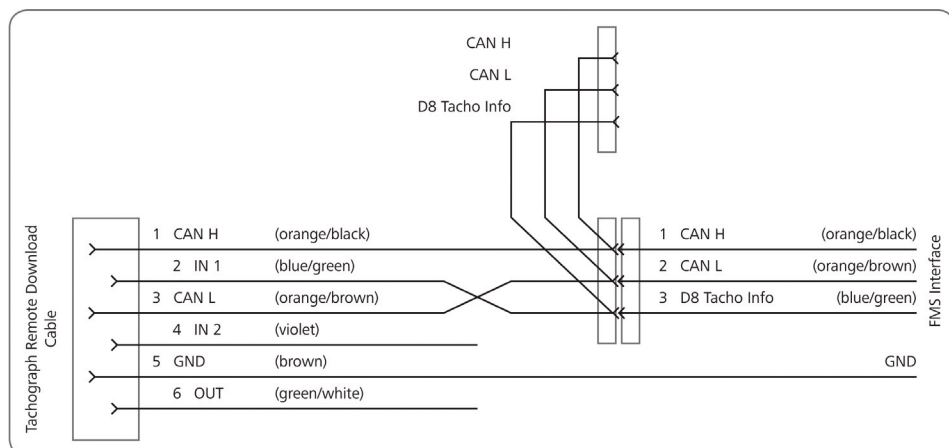 CAN H
CAN L
D8 Tacho Info
Tachograph Remote Download
Cable
1 CAN H (orange/black)
2 IN 1 (blue/green)
3 CAN L (orange/brown)
4 IN 2 (violet)
5 GND (brown)
6 OUT (green/white)
1 CAN H (orange/black)
2 CAN L (orange/brown)
3 D8 Tacho Info (blue/green)
GND
FMS Interface